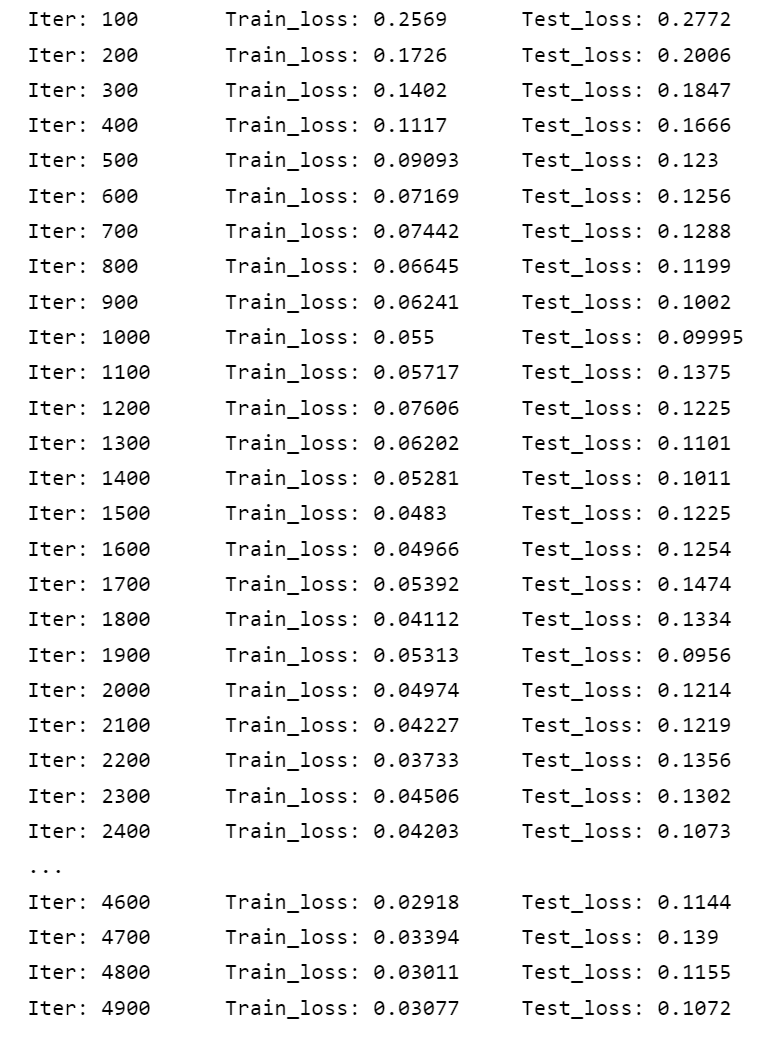 Iter: 100 Train_loss: 0.2569 Test_loss: 0.2772
Iter: 200 Train_loss: 0.1726 Test_loss: 0.2006
Iter: 300 Train_loss: 0.1402 Test_loss: 0.1847
Iter: 400 Train_loss: 0.1117 Test_loss: 0.1666
Iter: 500 Train_loss: 0.09093 Test_loss: 0.123
Iter: 600 Train_loss: 0.07169 Test_loss: 0.1256
Iter: 700 Train_loss: 0.07442 Test_loss: 0.1288
Iter: 800 Train_loss: 0.06645 Test_loss: 0.1199
Iter: 900 Train_loss: 0.06241 Test_loss: 0.1002
Iter: 1000 Train_loss: 0.055 Test_loss: 0.09995
Iter: 1100 Train_loss: 0.05717 Test_loss: 0.1375
Iter: 1200 Train_loss: 0.07606 Test_loss: 0.1225
Iter: 1300 Train_loss: 0.06202 Test_loss: 0.1101
Iter: 1400 Train_loss: 0.05281 Test_loss: 0.1011
Iter: 1500 Train_loss: 0.0483 Test_loss: 0.1225
Iter: 1600 Train_loss: 0.04966 Test_loss: 0.1254
Iter: 1700 Train_loss: 0.05392 Test_loss: 0.1474
Iter: 1800 Train_loss: 0.04112 Test_loss: 0.1334
Iter: 1900 Train_loss: 0.05313 Test_loss: 0.0956
Iter: 2000 Train_loss: 0.04974 Test_loss: 0.1214
Iter: 2100 Train_loss: 0.04227 Test_loss: 0.1219
Iter: 2200 Train_loss: 0.03733 Test_loss: 0.1356
Iter: 2300 Train_loss: 0.04506 Test_loss: 0.1302
Iter: 2400 Train_loss: 0.04203 Test_loss: 0.1073
...
Iter: 4600 Train_loss: 0.02918 Test_loss: 0.1144
Iter: 4700 Train_loss: 0.03394 Test_loss: 0.139
Iter: 4800 Train_loss: 0.03011 Test_loss: 0.1155
Iter: 4900 Train_loss: 0.03077 Test_loss: 0.1072